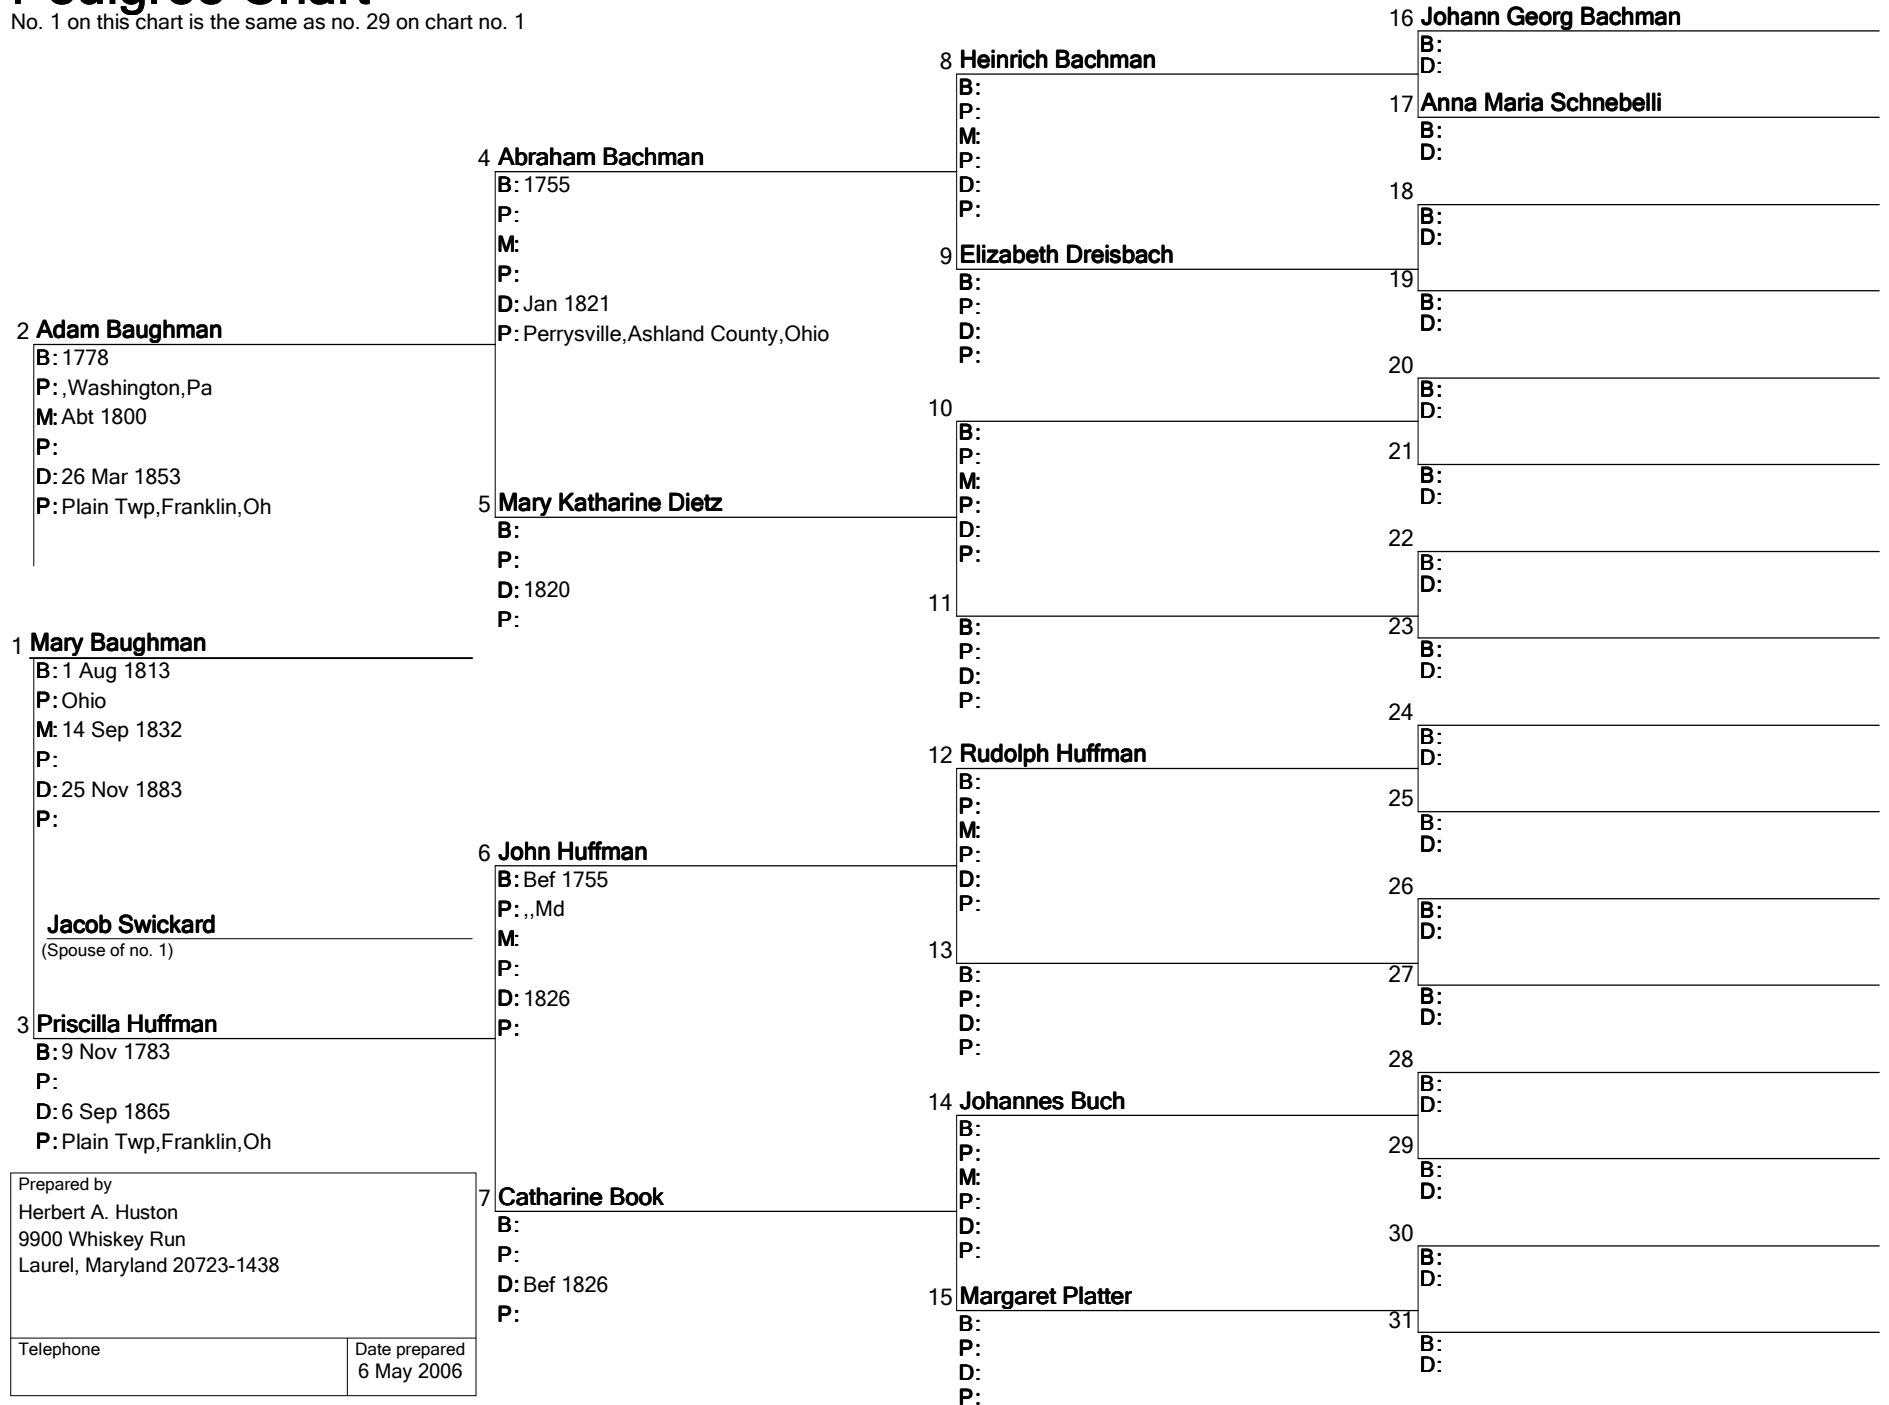 Pedigree Chart
No. 1 on this chart is the same as no. 29 on chart no. 1
2 Adam Baughman
B: 1778
P: ,Washington,Pa
M: Abt 1800
P:
D: 26 Mar 1853
P: Plain Twp,Franklin,Oh
1 Mary Baughman
B: 1 Aug 1813
P: Ohio
M: 14 Sep 1832
P:
D: 25 Nov 1883
P:
Jacob Swickard
(Spouse of no. 1)
3 Priscilla Huffman
B: 9 Nov 1783
P:
D: 6 Sep 1865
P: Plain Twp,Franklin,Oh
Prepared by
Herbert A. Huston
9900 Whiskey Run
Laurel, Maryland 20723-1438
Telephone
Date prepared
6 May 2006
4 Abraham Bachman
B: 1755
P:
M:
P:
D: Jan 1821
P: Perrysville,Ashland County,Ohio
5 Mary Katharine Dietz
B:
P:
D: 1820
P:
6 John Huffman
B: Bef 1755
P: ,,Md
M:
P:
D: 1826
P:
7 Catharine Book
B:
P:
D: Bef 1826
P:
8 Heinrich Bachman
B:
P:
M:
P:
D:
P:
9 Elizabeth Dreisbach
B:
P:
D:
P:
10
B:
P:
M:
P:
D:
P:
11
B:
P:
D:
P:
12 Rudolph Huffman
B:
P:
M:
P:
D:
P:
13
B:
P:
D:
P:
14 Johannes Buch
B:
P:
M:
P:
D:
P:
15 Margaret Platter
B:
P:
D:
P:
16 Johann Georg Bachman
B:
D:
17 Anna Maria Schnebelli
B:
D:
18
B:
D:
19
B:
D:
20
B:
D:
21
B:
D:
22
B:
D:
23
B:
D:
24
B:
D:
25
B:
D:
26
B:
D:
27
B:
D:
28
B:
D:
29
B:
D:
30
B:
D:
31
B:
D: